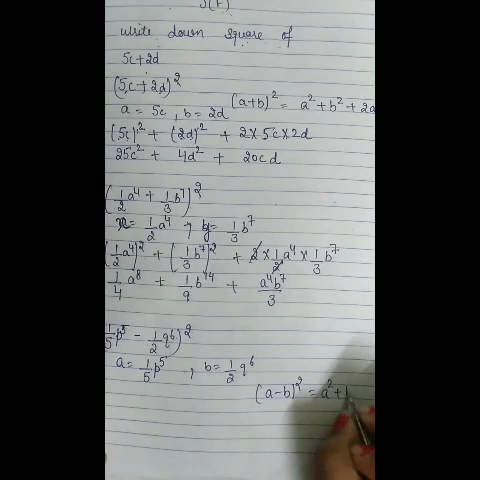 5(F)
write down square of
5c+2d
(5c+2d)²
a = 5c, b = 2d (a+b)² = a²+b²+2a
(5c)² + (2d)² + 2×5c×2d
25c² + 4d² + 20cd
(1/2 a⁴ + 1/3 b⁷)²
x = 1/2 a⁴, y = 1/3 b⁷
(1/2 a⁴)² + (1/3 b⁷)² + 2×1/2 a⁴×1/3 b⁷
1/4 a⁸ + 1/9 b¹⁴ + a⁴b⁷/3
1/5 p⁵ - 1/2 q⁶)²
a = 1/5 p⁵, b = 1/2 q⁶
(a-b)² = a²+